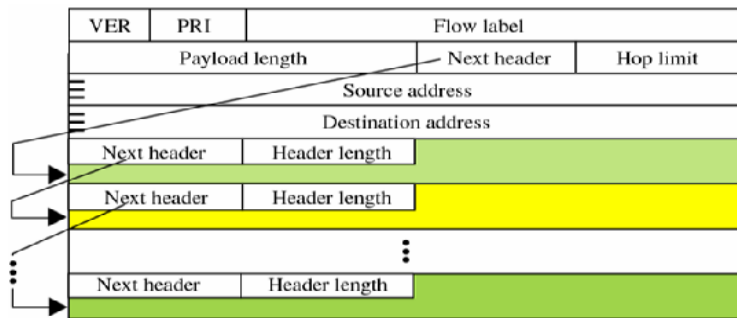 VER PRI Flow label
Payload length Next header Hop limit
Source address
Destination address
Next header Header length
Next header Header length
Next header Header length